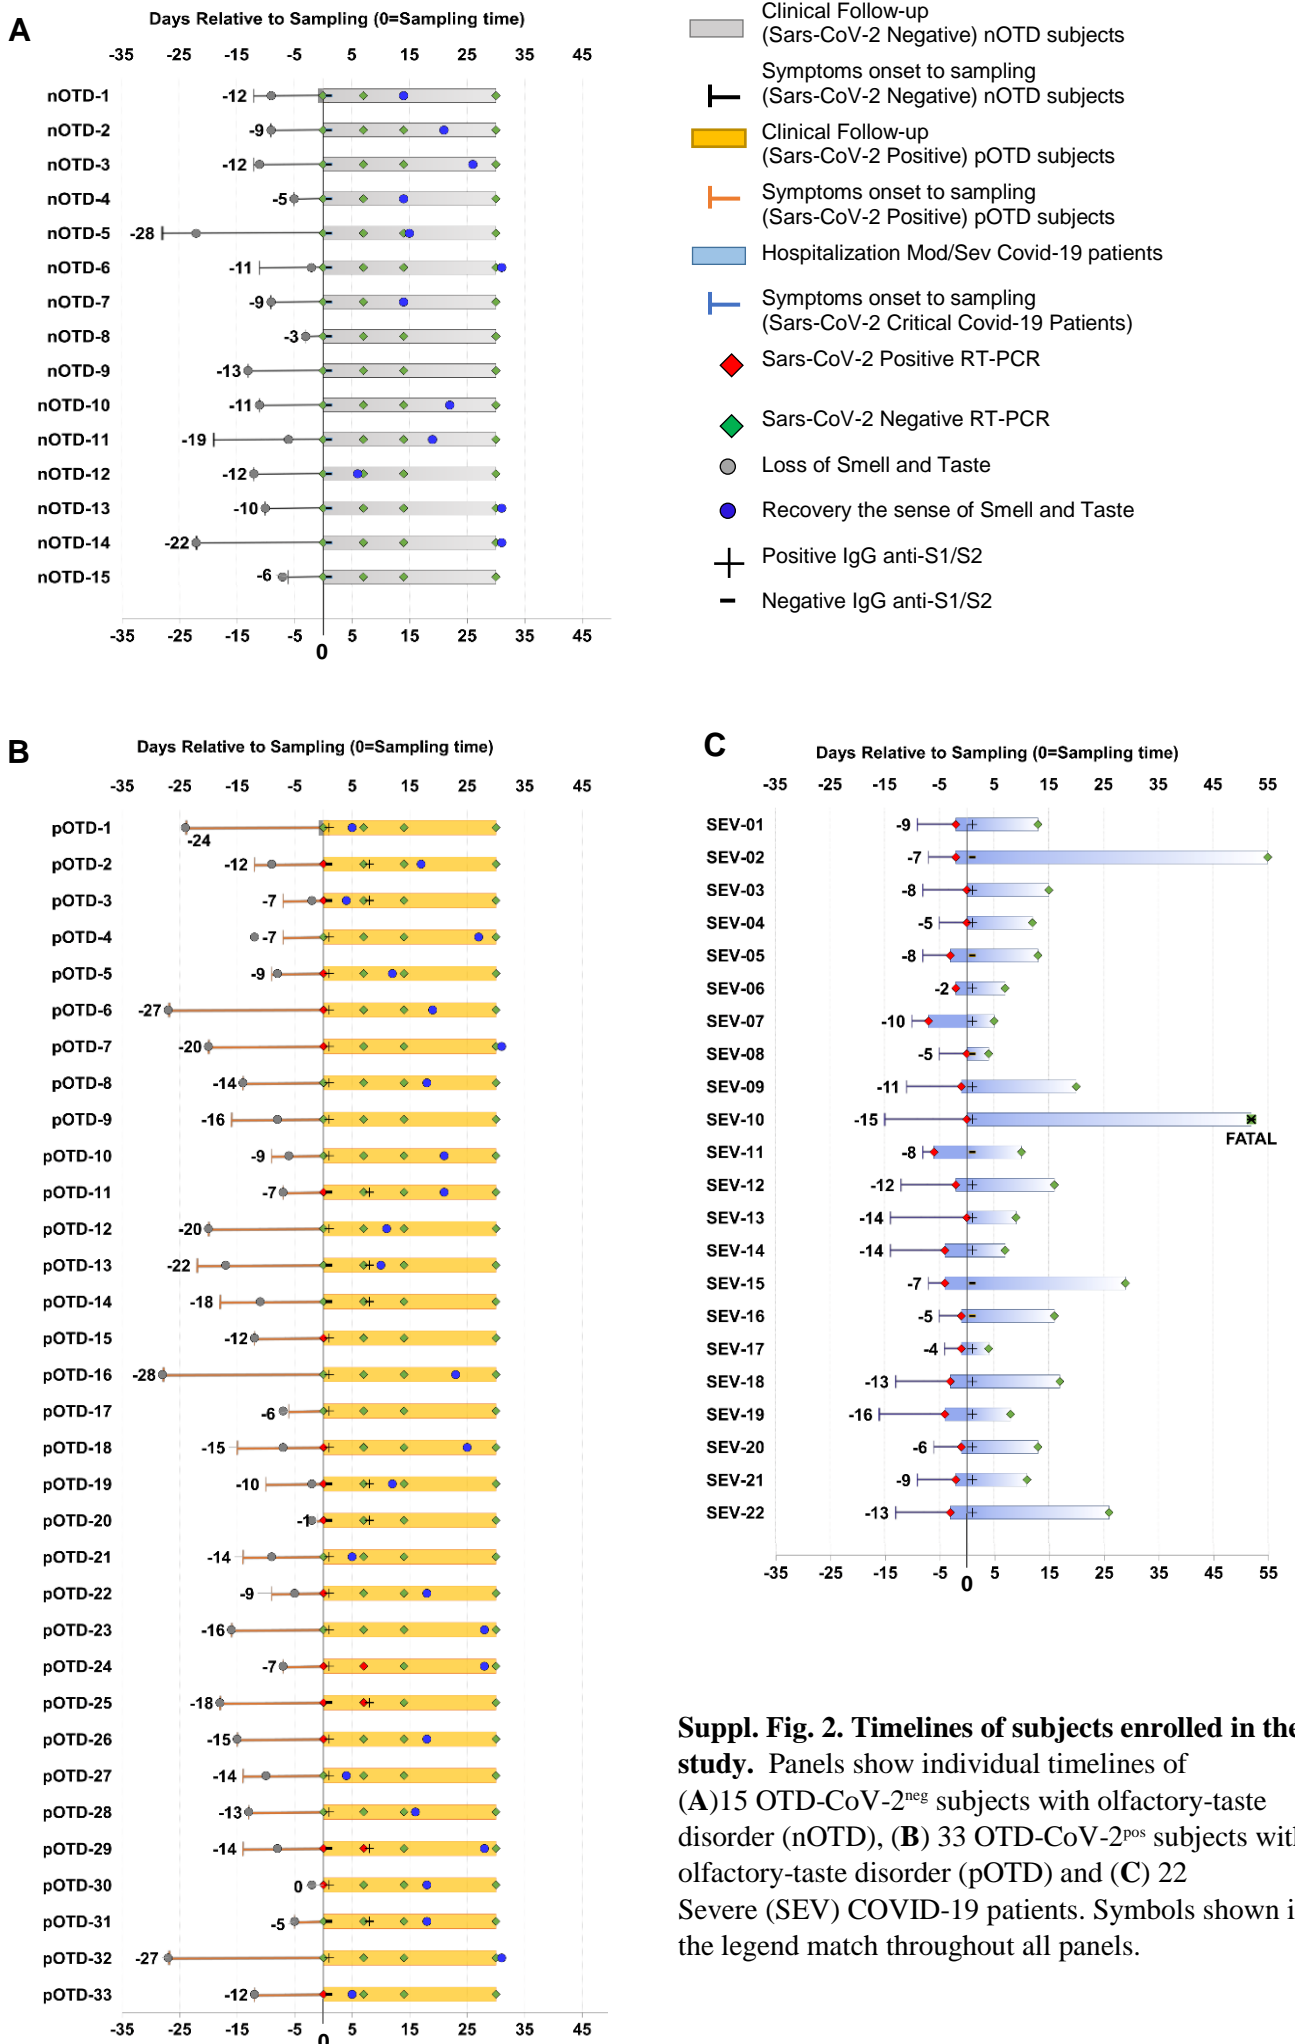 A
Days Relative to Sampling (0=Sampling time)
-35 -25 -15 -5 5 15 25 35 45
nOTD-1 -12
nOTD-2 -9
nOTD-3 -12
nOTD-4 -5
nOTD-5 -28
nOTD-6 -11
nOTD-7 -9
nOTD-8 -3
nOTD-9 -13
nOTD-10 -11
nOTD-11 -19
nOTD-12 -12
nOTD-13 -10
nOTD-14 -22
nOTD-15 -6
-35 -25 -15 -5 5 15 25 35 45
0
Clinical Follow-up
(Sars-CoV-2 Negative) nOTD subjects
Symptoms onset to sampling
(Sars-CoV-2 Negative) nOTD subjects
Clinical Follow-up
(Sars-CoV-2 Positive) pOTD subjects
Symptoms onset to sampling
(Sars-CoV-2 Positive) pOTD subjects
Hospitalization Mod/Sev Covid-19 patients
Symptoms onset to sampling
(Sars-CoV-2 Critical Covid-19 Patients)
Sars-CoV-2 Positive RT-PCR
Sars-CoV-2 Negative RT-PCR
Loss of Smell and Taste
Recovery the sense of Smell and Taste
Positive IgG anti-S1/S2
Negative IgG anti-S1/S2
B
Days Relative to Sampling (0=Sampling time)
-35 -25 -15 -5 5 15 25 35 45
pOTD-1 -24
pOTD-2 -12
pOTD-3 -7
pOTD-4 -7
pOTD-5 -9
pOTD-6 -27
pOTD-7 -20
pOTD-8 -14
pOTD-9 -16
pOTD-10 -9
pOTD-11 -7
pOTD-12 -20
pOTD-13 -22
pOTD-14 -18
pOTD-15 -12
pOTD-16 -28
pOTD-17 -6
pOTD-18 -15
pOTD-19 -10
pOTD-20 -1
pOTD-21 -14
pOTD-22 -9
pOTD-23 -16
pOTD-24 -7
pOTD-25 -18
pOTD-26 -15
pOTD-27 -14
pOTD-28 -13
pOTD-29 -14
pOTD-30 0
pOTD-31 -5
pOTD-32 -27
pOTD-33 -12
-35 -25 -15 -5 5 15 25 35 45
0
C
Days Relative to Sampling (0=Sampling time)
-35 -25 -15 -5 5 15 25 35 45 55
SEV-01 -9
SEV-02 -7
SEV-03 -8
SEV-04 -5
SEV-05 -8
SEV-06 -2
SEV-07 -10
SEV-08 -5
SEV-09 -11
SEV-10 -15
FATAL
SEV-11 -8
SEV-12 -12
SEV-13 -14
SEV-14 -14
SEV-15 -7
SEV-16 -5
SEV-17 -4
SEV-18 -13
SEV-19 -16
SEV-20 -6
SEV-21 -9
SEV-22 -13
-35 -25 -15 -5 5 15 25 35 45 55
0
Suppl. Fig. 2. Timelines of subjects enrolled in the
study. Panels show individual timelines of
(A)15 OTD-CoV-2neg subjects with olfactory-taste
disorder (nOTD), (B) 33 OTD-CoV-2pos subjects with
olfactory-taste disorder (pOTD) and (C) 22
Severe (SEV) COVID-19 patients. Symbols shown i
the legend match throughout all panels.